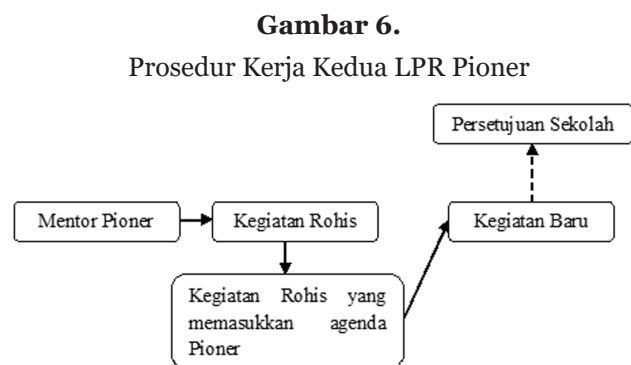 Gambar 6.
Prosedur Kerja Kedua LPR Pioner
Persetujuan Sekolah
Mentor Pioner
Kegiatan Rohis
Kegiatan Baru
Kegiatan Rohis yang
memasukkan agenda
Pioner